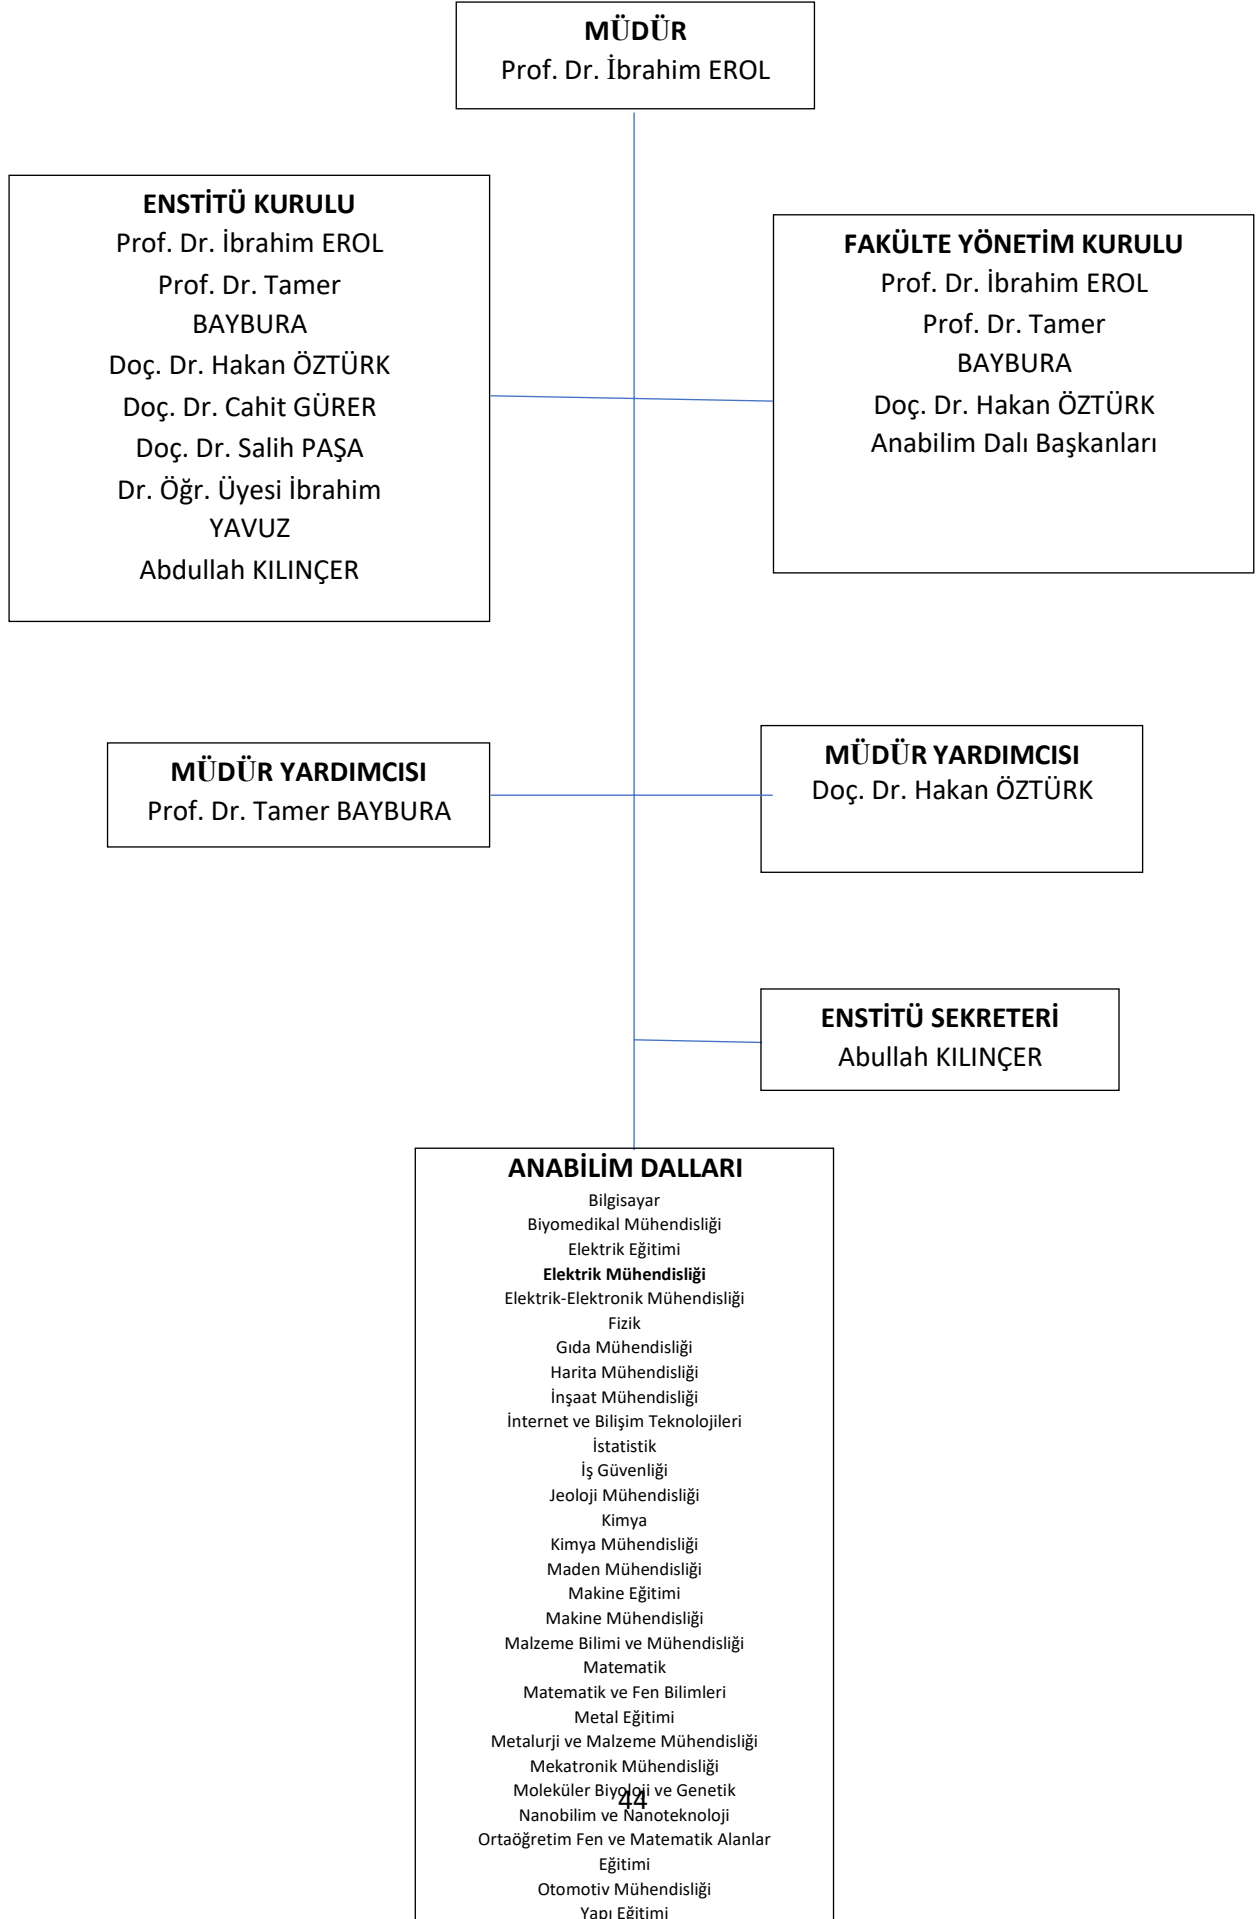 MÜDÜR
Prof. Dr. İbrahim EROL
ENSTİTÜ KURULU
Prof. Dr. İbrahim EROL
Prof. Dr. Tamer
BAYBURA
Doç. Dr. Hakan ÖZTÜRK
Doç. Dr. Cahit GÜRER
Doç. Dr. Salih PAŞA
Dr. Öğr. Üyesi İbrahim
YAVUZ
Abdullah KILINÇER
FAKÜLTE YÖNETİM KURULU
Prof. Dr. İbrahim EROL
Prof. Dr. Tamer
BAYBURA
Doç. Dr. Hakan ÖZTÜRK
Anabilim Dalı Başkanları
MÜDÜR YARDIMCISI
Prof. Dr. Tamer BAYBURA
MÜDÜR YARDIMCISI
Doç. Dr. Hakan ÖZTÜRK
ENSTİTÜ SEKRETERİ
Abullah KILINÇER
ANABİLİM DALLARI
Bilgisayar
Biyomedikal Mühendisliği
Elektrik Eğitimi
Elektrik Mühendisliği
Elektrik-Elektronik Mühendisliği
Fizik
Gıda Mühendisliği
Harita Mühendisliği
İnşaat Mühendisliği
İnternet ve Bilişim Teknolojileri
İstatistik
İş Güvenliği
Jeoloji Mühendisliği
Kimya
Kimya Mühendisliği
Maden Mühendisliği
Makine Eğitimi
Makine Mühendisliği
Malzeme Bilimi ve Mühendisliği
Matematik
Matematik ve Fen Bilimleri
Metal Eğitimi
Metalurji ve Malzeme Mühendisliği
Mekatronik Mühendisliği
Moleküler Biyoloji ve Genetik
44
Nanobilim ve Nanoteknoloji
Ortaöğretim Fen ve Matematik Alanlar
Eğitimi
Otomotiv Mühendisliği
Yapı Eğitimi